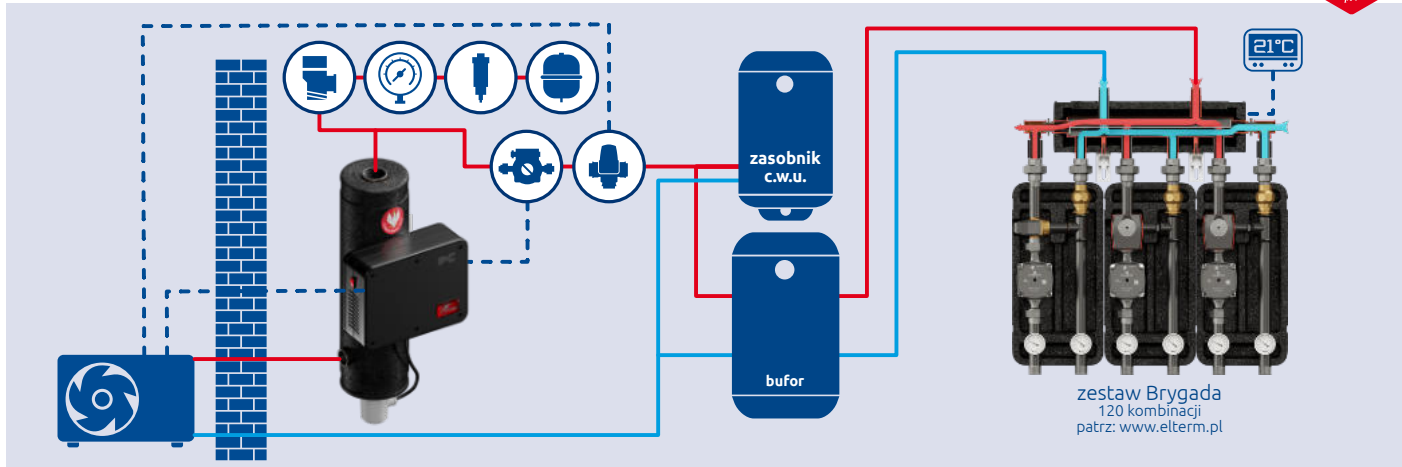 21°C
zasobnik
c.w.u.
bufor
zestaw Brygada
120 kombinacji
patrz: www.elterm.pl